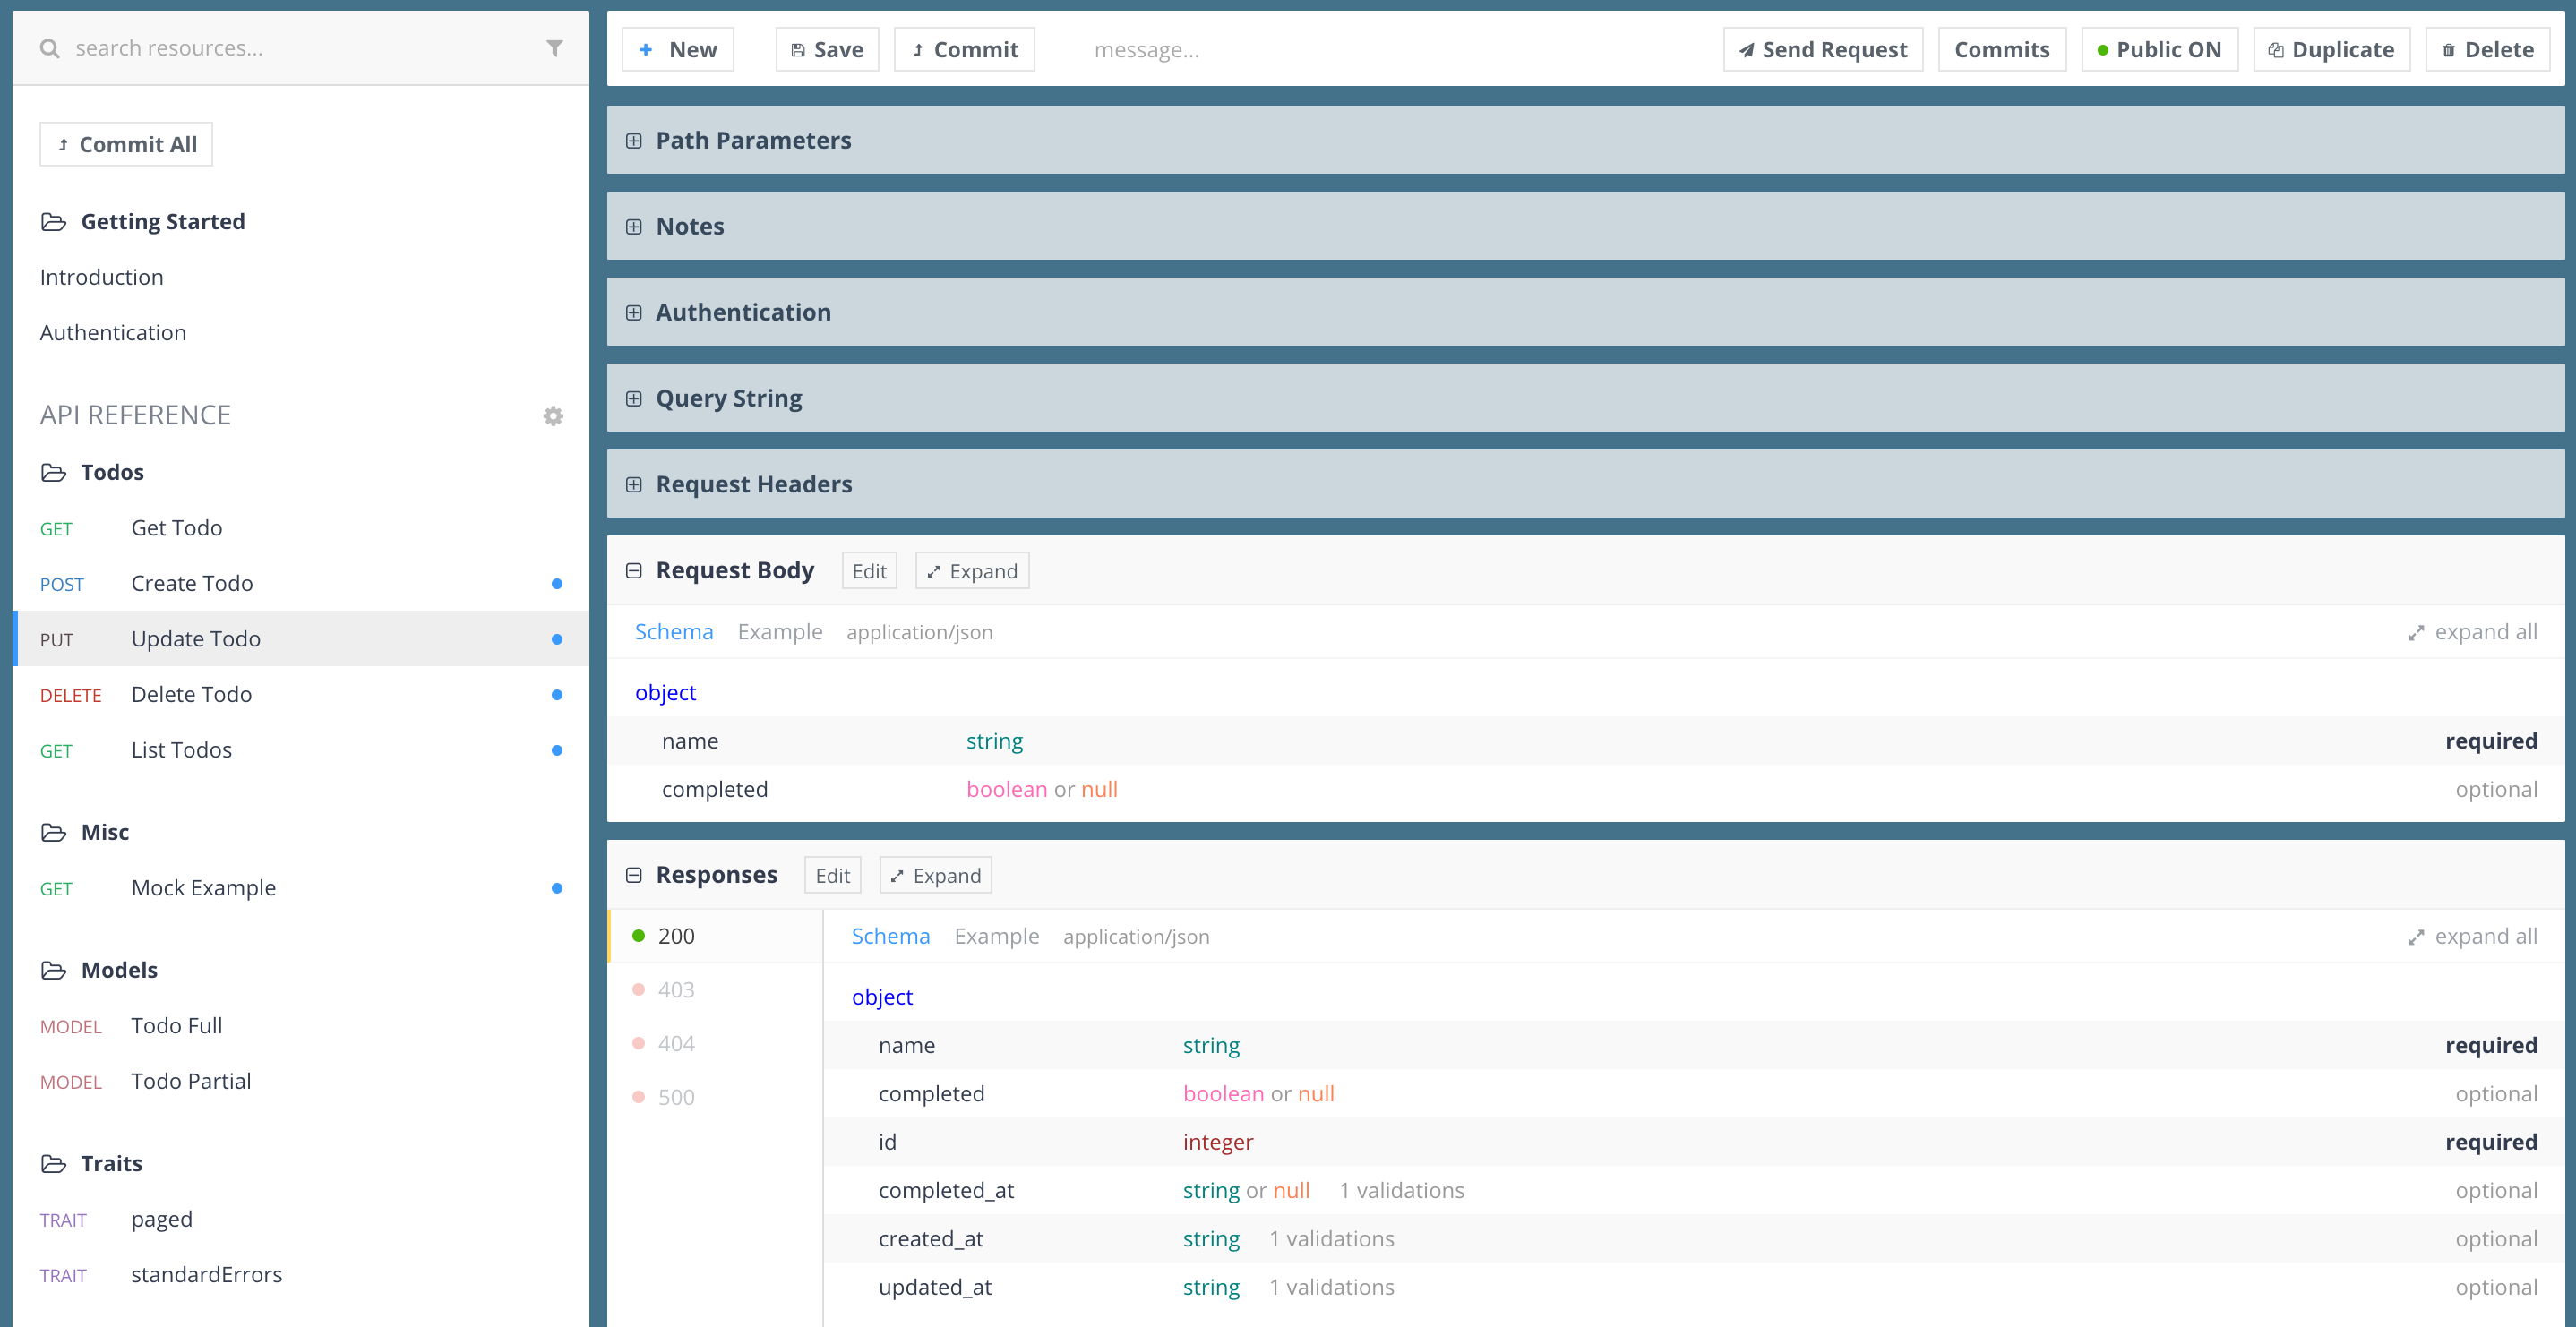 search resources...
Commit All
Getting Started
Introduction
Authentication
API REFERENCE
Todos
GET Get Todo
POST Create Todo
PUT Update Todo
DELETE Delete Todo
GET List Todos
Misc
GET Mock Example
Models
MODEL Todo Full
MODEL Todo Partial
Traits
TRAIT paged
TRAIT standardErrors
New Save Commit message... Send Request Commits Public ON Duplicate Delete
Path Parameters
Notes
Authentication
Query String
Request Headers
Request Body Edit Expand
Schema Example application/json expand all
object
name string required
completed boolean or null optional
Responses Edit Expand
200
403
404
500
Schema Example application/json expand all
object
name string required
completed boolean or null optional
id integer required
completed_at string or null 1 validations optional
created_at string 1 validations optional
updated_at string 1 validations optional